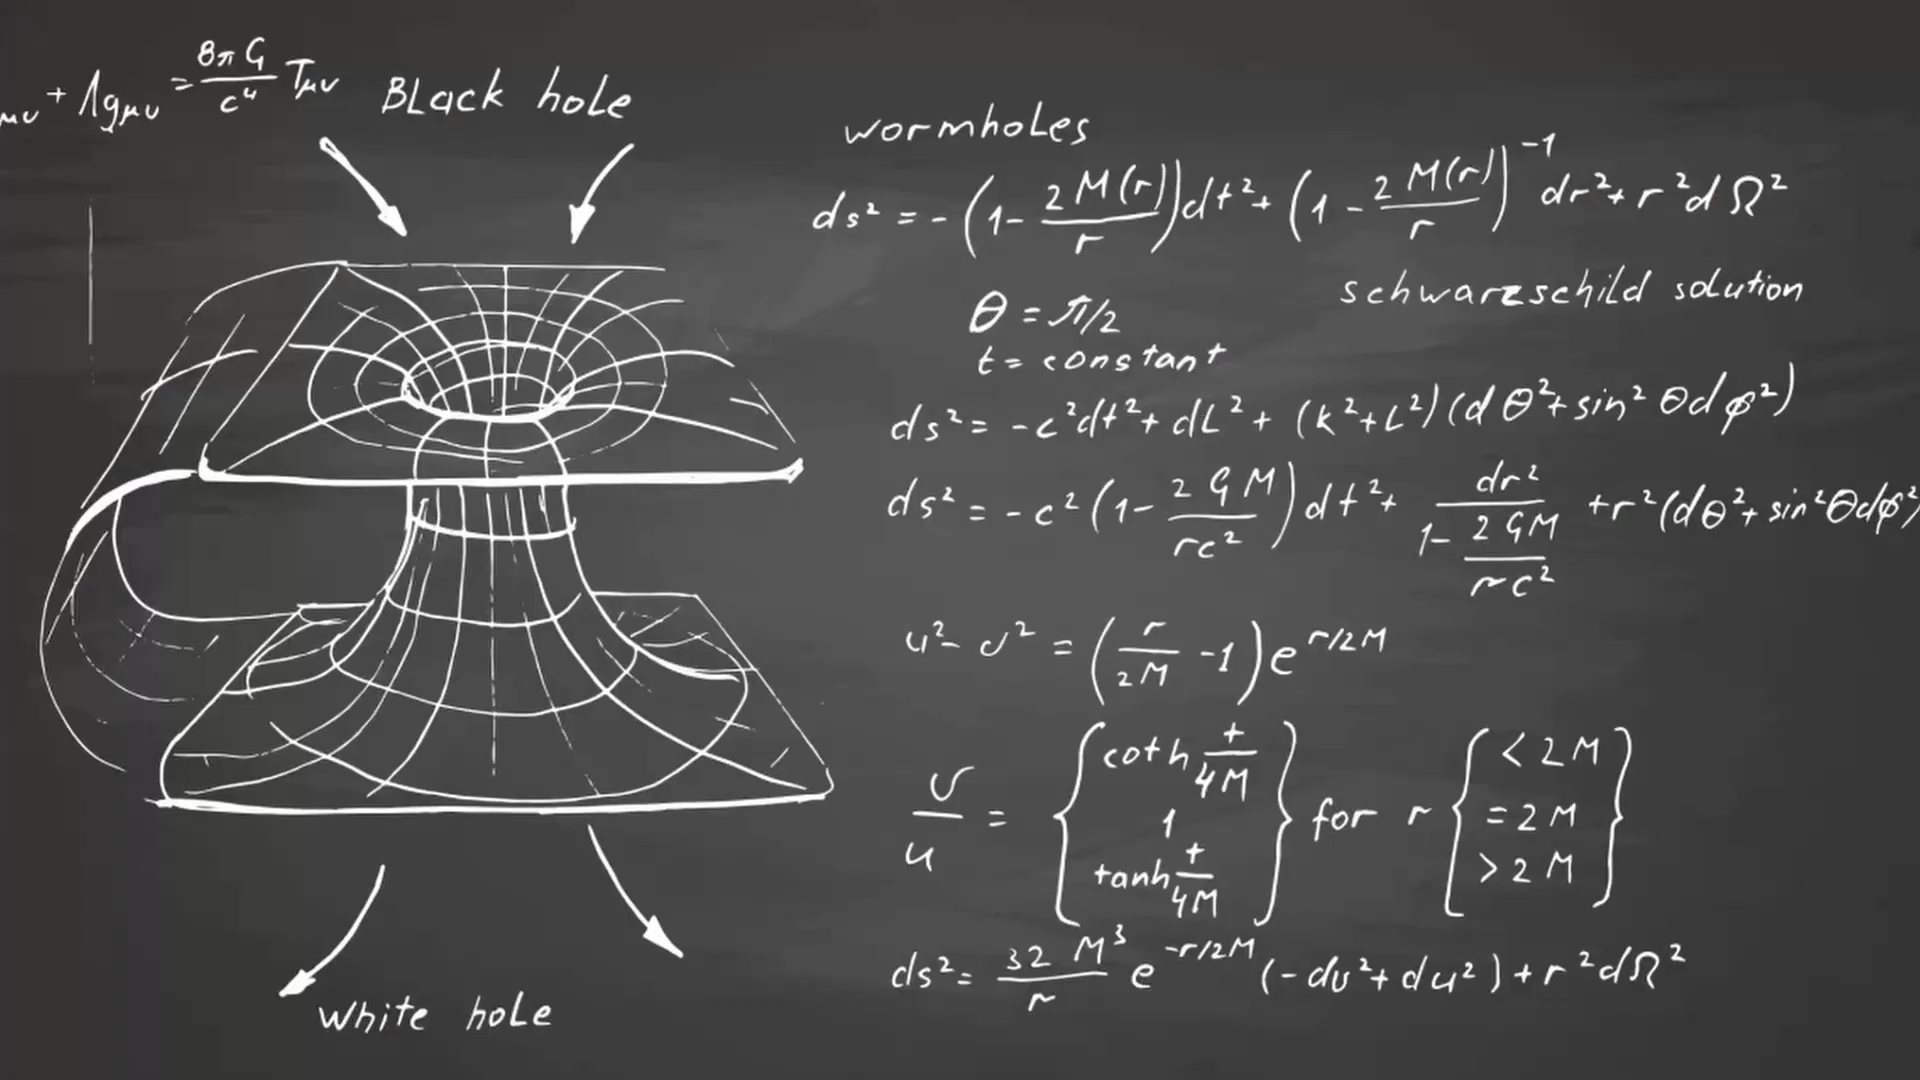 μν + Λgμν = 8πG/c⁴ Tμν
Black hole
wormholes
ds² = - (1 - 2M(r)/r) dt² + (1 - 2M(r)/r)⁻¹ dr² + r²dΩ²
schwarzschild solution
θ = π/2
t = constant
ds² = -c²dt² + dL² + (k² + L²)(dθ² + sin²θdφ²)
ds² = -c²(1 - 2GM/rc²)dt² + dr²/(1 - 2GM/rc²) + r²(dθ² + sin²θdφ²)
u² - υ² = (r/2M - 1)e^r/2M
υ/u = {coth t/4M, 1, tanh t/4M} for r {< 2M, = 2M, > 2M}
ds² = 32M³/r e^-r/2M (-dυ² + du²) + r²dΩ²
White hole